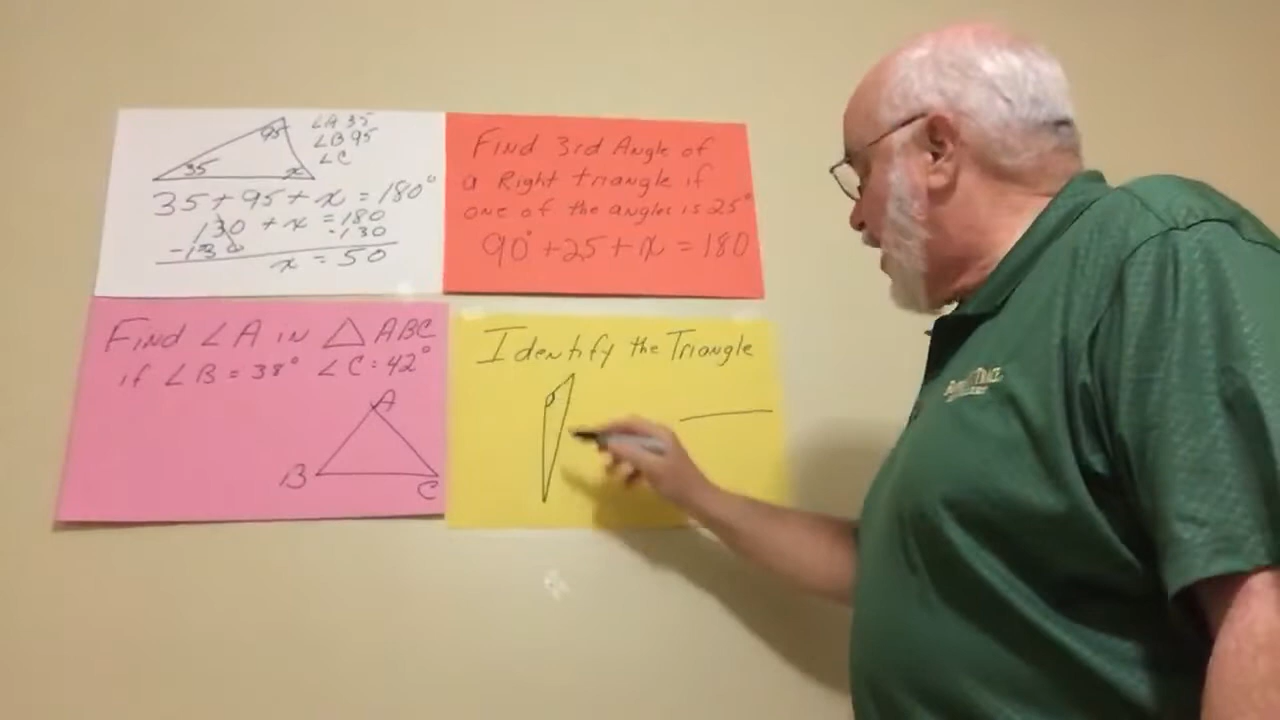 95
35
x
∠A 35
∠B 95
∠C
35 + 95 + x = 180°
130 + x = 180
-130 -130
x = 50
Find 3rd Angle of
a Right triangle if
one of the angles is 25°
90° + 25 + x = 180
Find ∠A in △ ABC
if ∠B = 38° ∠C = 42°
A
B
C
Identify the Triangle